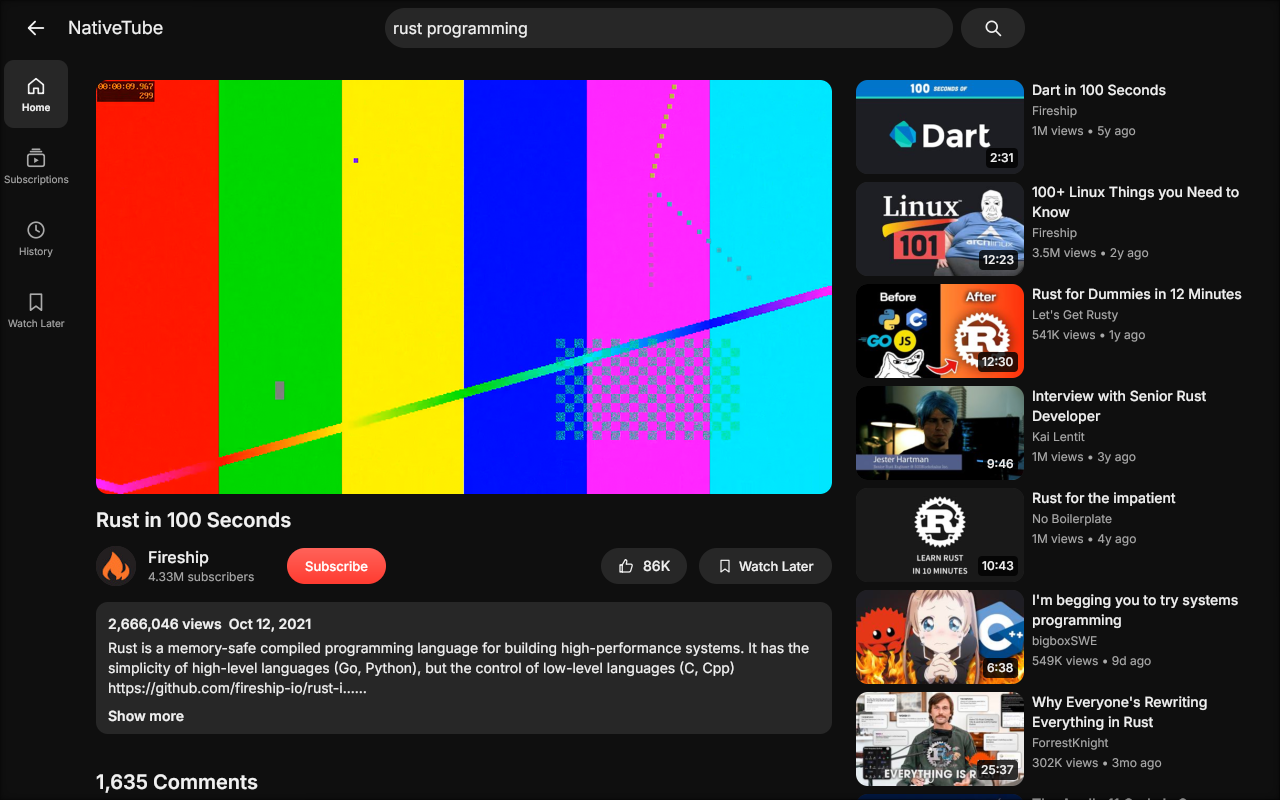 NativeTube
rust programming
Home
Subscriptions
History
Watch Later
00:00:09.967
299
Rust in 100 Seconds
Fireship
4.33M subscribers
Subscribe
86K
Watch Later
2,666,046 views Oct 12, 2021
Rust is a memory-safe compiled programming language for building high-performance systems. It has the
simplicity of high-level languages (Go, Python), but the control of low-level languages (C, Cpp)
https://github.com/fireship-io/rust-i......
Show more
1,635 Comments
100 SECONDS OF
Dart
2:31
Dart in 100 Seconds
Fireship
1M views • 5y ago
Linux
101
archlinux
12:23
100+ Linux Things you Need to
Know
Fireship
3.5M views • 2y ago
Before
After
C++
GO
JS
R
12:30
Rust for Dummies in 12 Minutes
Let's Get Rusty
541K views • 1y ago
Jester Hartman
9:46
Interview with Senior Rust
Developer
Kai Lentit
1M views • 3y ago
R
LEARN RUST
IN 10 MINUTES
10:43
Rust for the impatient
No Boilerplate
1M views • 4y ago
C++
6:38
I'm begging you to try systems
programming
bigboxSWE
549K views • 9d ago
EVERYTHING IS R
25:37
Why Everyone's Rewriting
Everything in Rust
ForrestKnight
302K views • 3mo ago